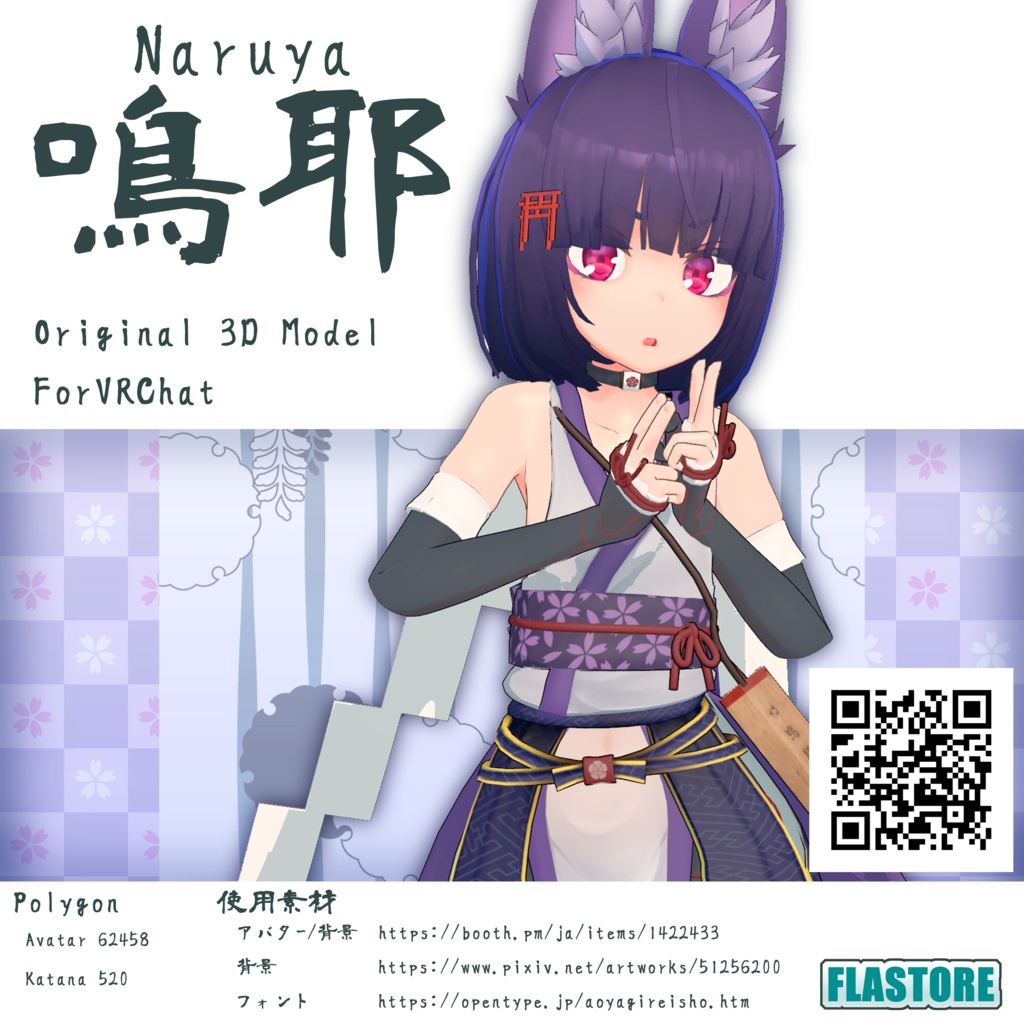 Naruya
鳴耶
Original 3D Model
ForVRChat
Polygon
Avatar 62458
Katana 520
使用素材
アバター/背景 https://booth.pm/ja/items/1422433
背景 https://www.pixiv.net/artworks/51256200
フォント https://opentype.jp/aoyagireisho.htm
FLASTORE